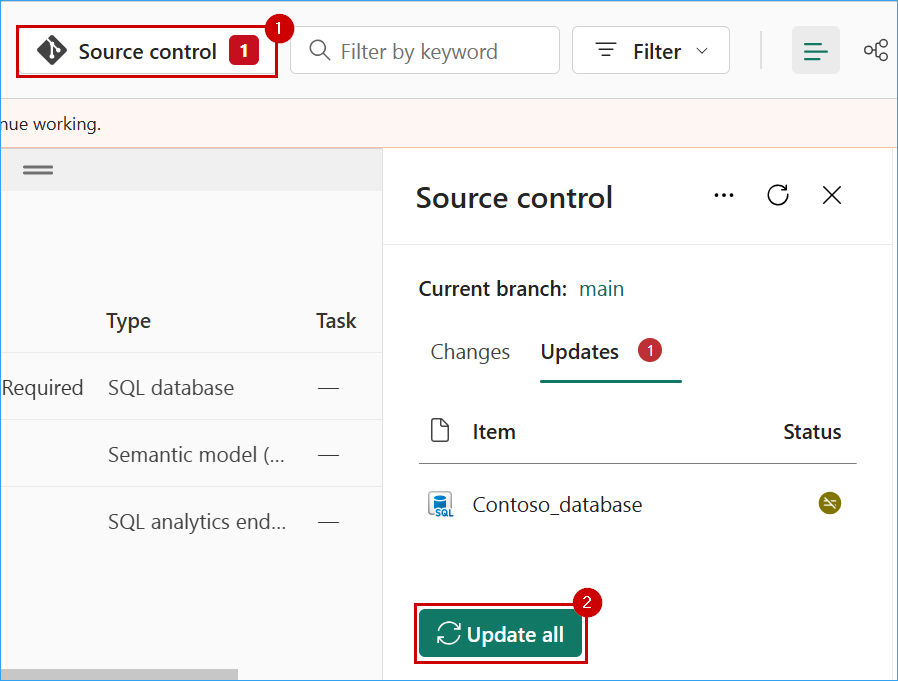 1
Source control 1
Filter by keyword
Filter
nue working.
Source control
Current branch: main
Type
Task
Changes
Updates 1
Required
SQL database
—
Item
Status
Semantic model (...
—
SQL
Contoso_database
SQL analytics end...
—
2
Update all